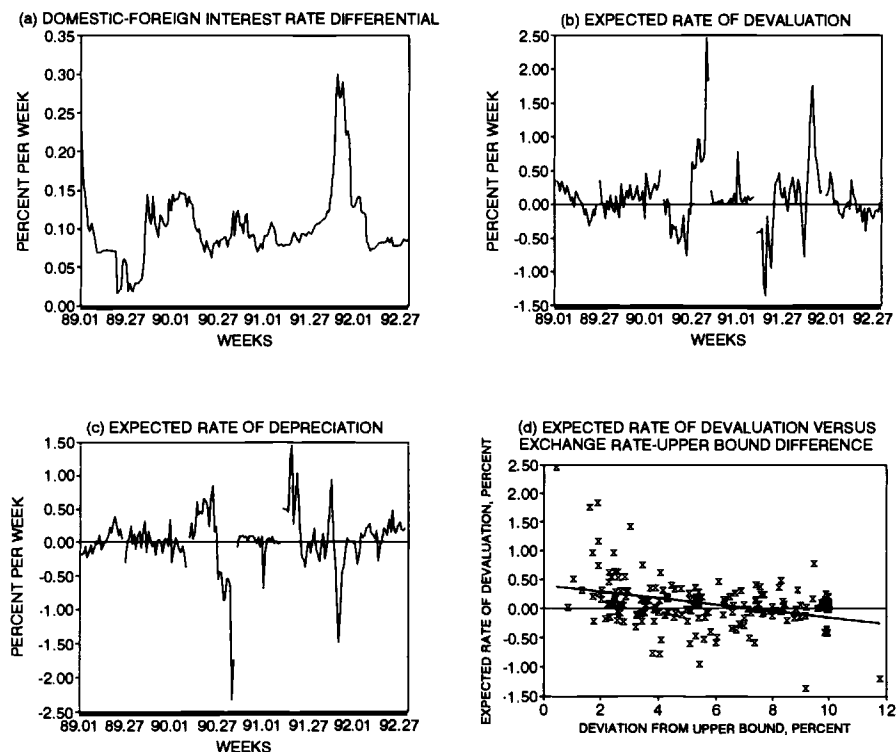 (a) DOMESTIC-FOREIGN INTEREST RATE DIFFERENTIAL
PERCENT PER WEEK
0.35
0.30
0.25
0.20
0.15
0.10
0.05
0.00
89.01 89.27 90.01 90.27 91.01 91.27 92.01 92.27
WEEKS
(b) EXPECTED RATE OF DEVALUATION
PERCENT PER WEEK
2.50
2.00
1.50
1.00
0.50
0.00
-0.50
-1.00
-1.50
89.01 89.27 90.01 90.27 91.01 91.27 92.01 92.27
WEEKS
(c) EXPECTED RATE OF DEPRECIATION
PERCENT PER WEEK
1.50
1.00
0.50
0.00
-0.50
-1.00
-1.50
-2.00
-2.50
89.01 89.27 90.01 90.27 91.01 91.27 92.01 92.27
WEEKS
(d) EXPECTED RATE OF DEVALUATION VERSUS
EXCHANGE RATE-UPPER BOUND DIFFERENCE
EXPECTED RATE OF DEVALUATION, PERCENT
2.50
2.00
1.50
1.00
0.50
0.00
-0.50
-1.00
-1.50
0 2 4 6 8 10 12
DEVIATION FROM UPPER BOUND, PERCENT